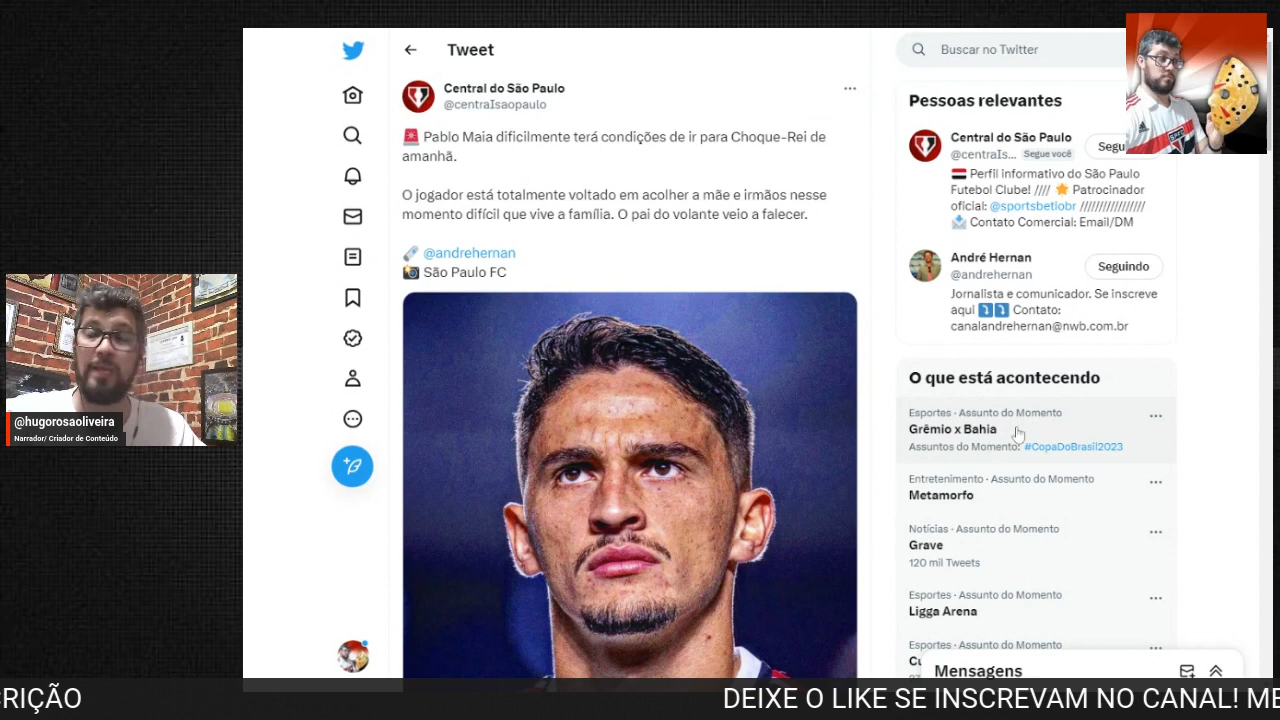 Tweet
Central do São Paulo
@centraIsaopaulo
🚨 Pablo Maia dificilmente terá condições de ir para Choque-Rei de
amanhã.
O jogador está totalmente voltado em acolher a mãe e irmãos nesse
momento difícil que vive a família. O pai do volante veio a falecer.
🗞️ @andrehernan
📸 São Paulo FC
Buscar no Twitter
Pessoas relevantes
Central do São Paulo
@centraIs... Segue você
Segu
🇾🇪 Perfil informativo do São Paulo
Futebol Clube! //// ⭐ Patrocinador
oficial: @sportsbetiobr /////////////////
📩 Contato Comercial: Email/DM
André Hernan
@andrehernan
Seguindo
Jornalista e comunicador. Se inscreve
aqui ⤵️⤵️ Contato:
canalandrehernan@nwb.com.br
O que está acontecendo
Esportes · Assunto do Momento
Grêmio x Bahia
Assuntos do Momento: #CopaDoBrasil2023
Entretenimento · Assunto do Momento
Metamorfo
Notícias · Assunto do Momento
Grave
120 mil Tweets
Esportes · Assunto do Momento
Ligga Arena
Esportes · Assunto do Momento
Mensagens
@hugorosaoliveira
Narrador/ Criador de Conteúdo
CRIÇÃO
DEIXE O LIKE SE INSCREVAM NO CANAL! ME